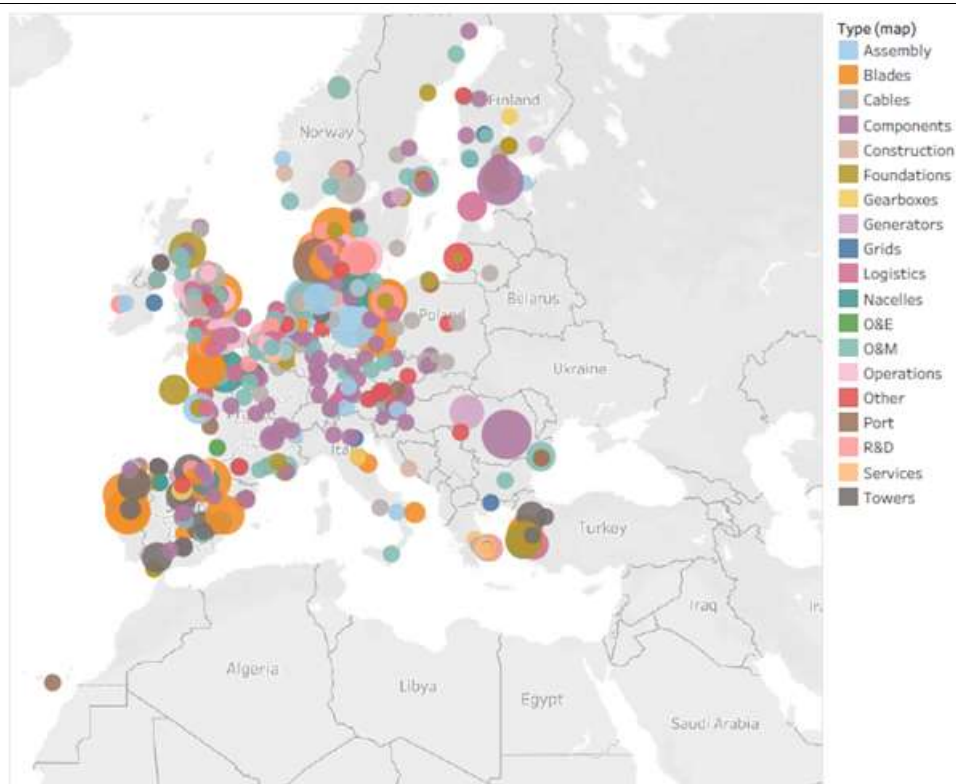 Type (map)
Assembly
Blades
Cables
Components
Construction
Foundations
Gearboxes
Generators
Grids
Logistics
Nacelles
O&E
O&M
Operations
Other
Port
R&D
Services
Towers
Finland
Norway
Belarus
Poland
Ukraine
Turkey
Iraq
Algeria
Libya
Egypt
Saudi Arabia